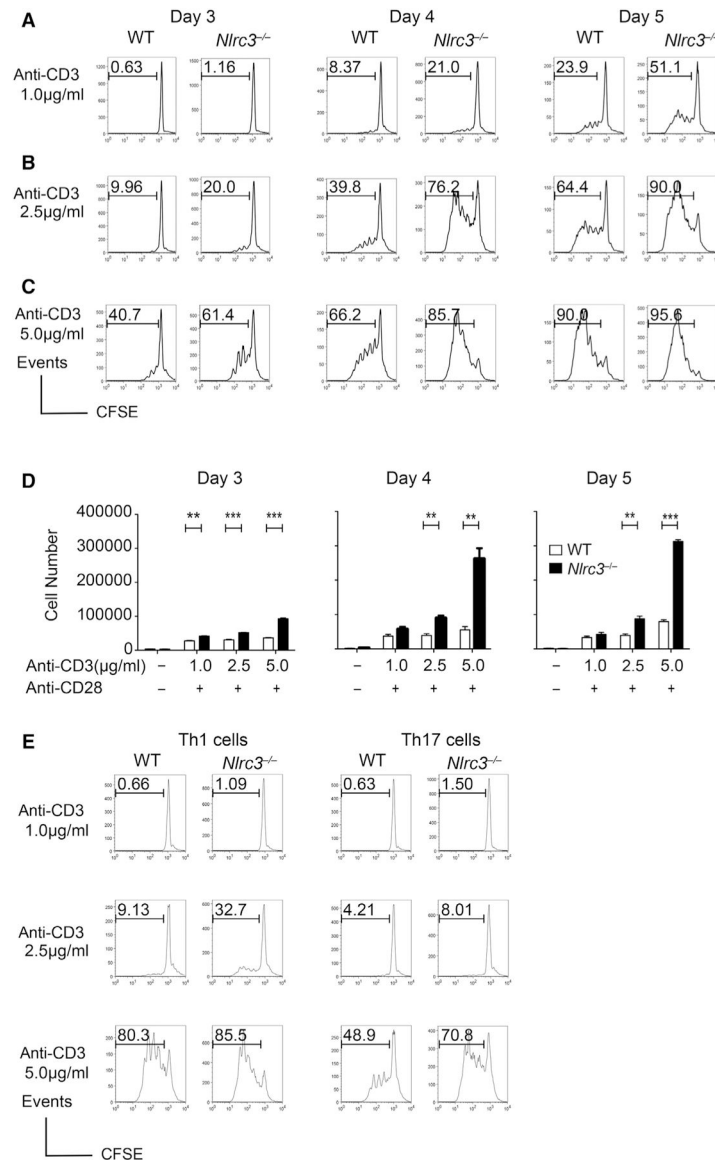 A
Day 3
Day 4
Day 5
WT
Nlrc3–/–
WT
Nlrc3–/–
WT
Nlrc3–/–
Anti-CD3
1.0µg/ml
0.63
1.16
8.37
21.0
23.9
51.1
B
Anti-CD3
2.5µg/ml
9.96
20.0
39.8
76.2
64.4
90.0
C
Anti-CD3
5.0µg/ml
40.7
61.4
66.2
85.7
90.0
95.6
Events
CFSE
D
Day 3
Day 4
Day 5
Cell Number
400000
300000
200000
100000
0
** *** ***
** **
** ***
WT
Nlrc3–/–
Anti-CD3(µg/ml) – 1.0 2.5 5.0 – 1.0 2.5 5.0 – 1.0 2.5 5.0
Anti-CD28 – + + + – + + + – + + +
E
Th1 cells
Th17 cells
WT
Nlrc3–/–
WT
Nlrc3–/–
Anti-CD3
1.0µg/ml
0.66
1.09
0.63
1.50
Anti-CD3
2.5µg/ml
9.13
32.7
4.21
8.01
Anti-CD3
5.0µg/ml
80.3
85.5
48.9
70.8
Events
CFSE